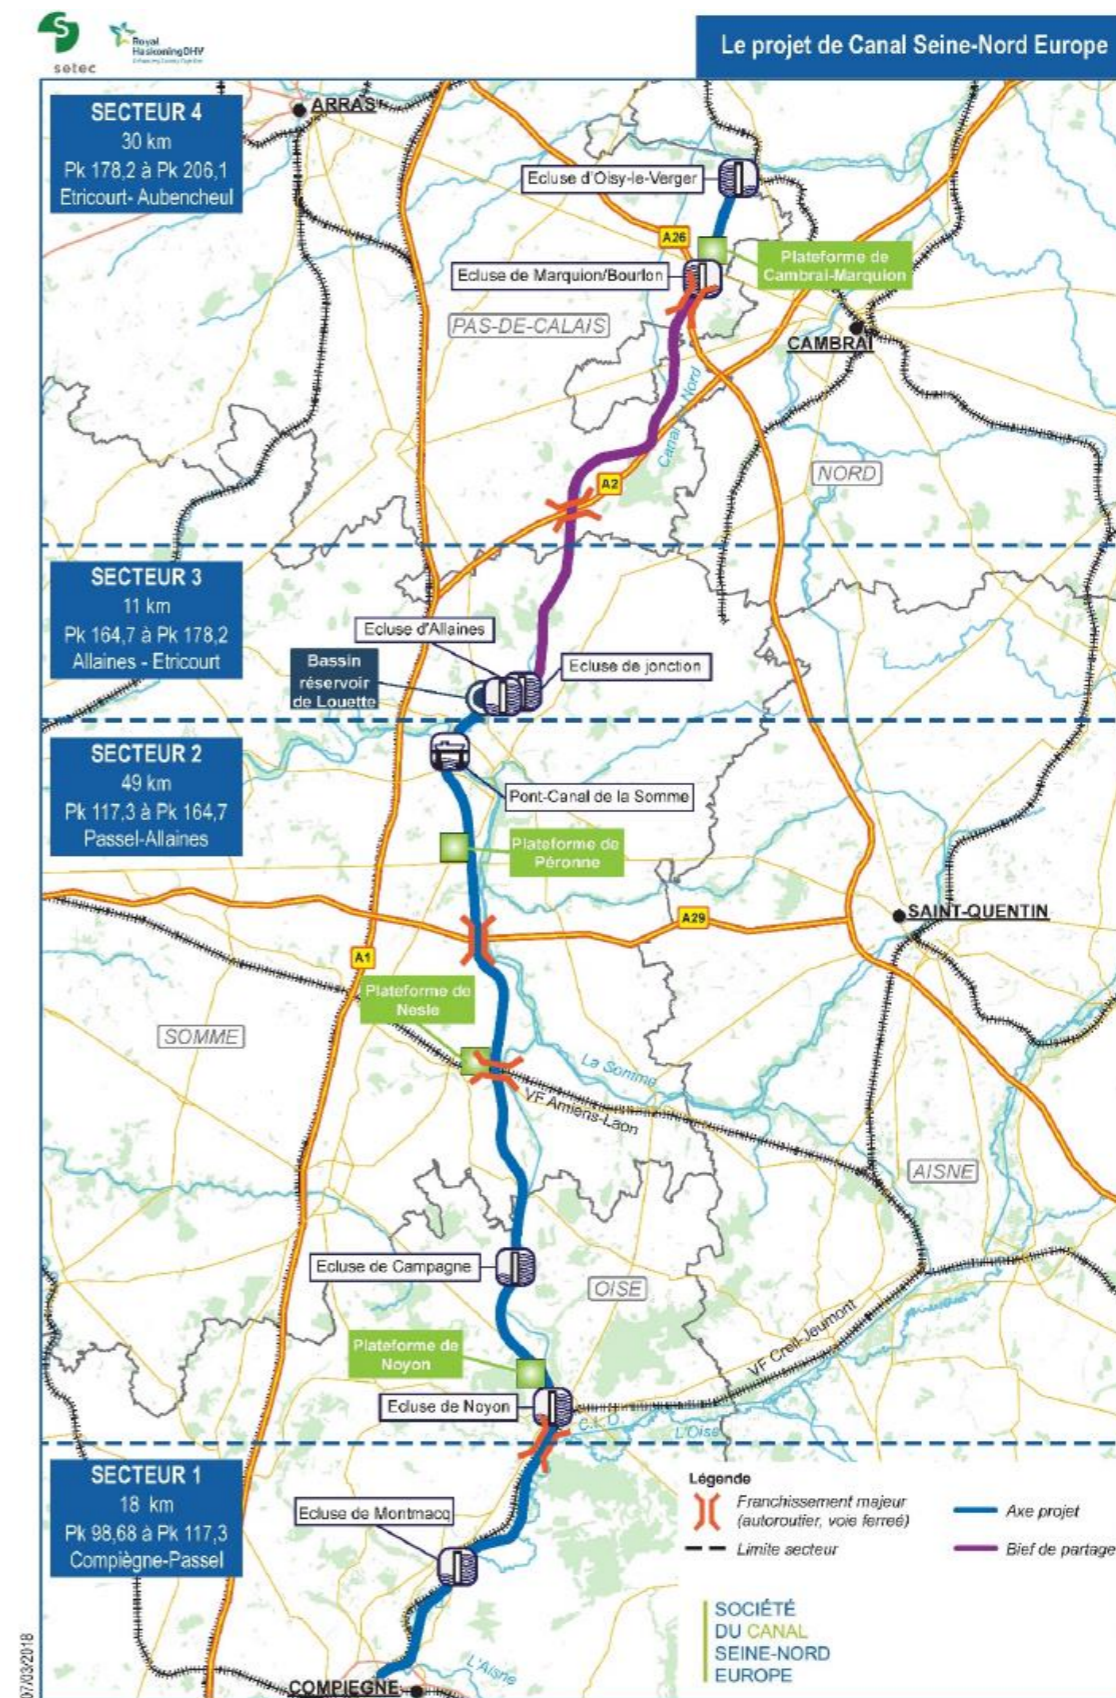 setec
Royal
HaskoningDHV
Le projet de Canal Seine-Nord Europe
SECTEUR 4
30 km
Pk 178,2 à Pk 206,1
Etricourt- Aubencheul
ARRAS
Ecluse d'Oisy-le-Verger
A26
Plateforme de
Cambrai-Marquion
Ecluse de Marquion/Bourlon
PAS-DE-CALAIS
CAMBRAI
Canal du Nord
NORD
A2
SECTEUR 3
11 km
Pk 164,7 à Pk 178,2
Allaines - Etricourt
Ecluse d'Allaines
Ecluse de jonction
Bassin
réservoir
de Louette
SECTEUR 2
49 km
Pk 117,3 à Pk 164,7
Passel-Allaines
Pont-Canal de la Somme
Plateforme de
Péronne
A29
SAINT-QUENTIN
A1
Plateforme de
Nesle
SOMME
La Somme
VF Amiens-Laon
AISNE
Ecluse de Campagne
OISE
Plateforme de
Noyon
VF Creil-Jeumont
Ecluse de Noyon
C.L.O.
L'Oise
SECTEUR 1
18 km
Pk 98,68 à Pk 117,3
Compiègne-Passel
Ecluse de Montmacq
Légende
Franchissement majeur
(autoroutier, voie ferreé)
Axe projet
Limite secteur
Bief de partage
SOCIÉTÉ
DU CANAL
SEINE-NORD
EUROPE
L'Aisne
COMPIEGNE
07/03/2018